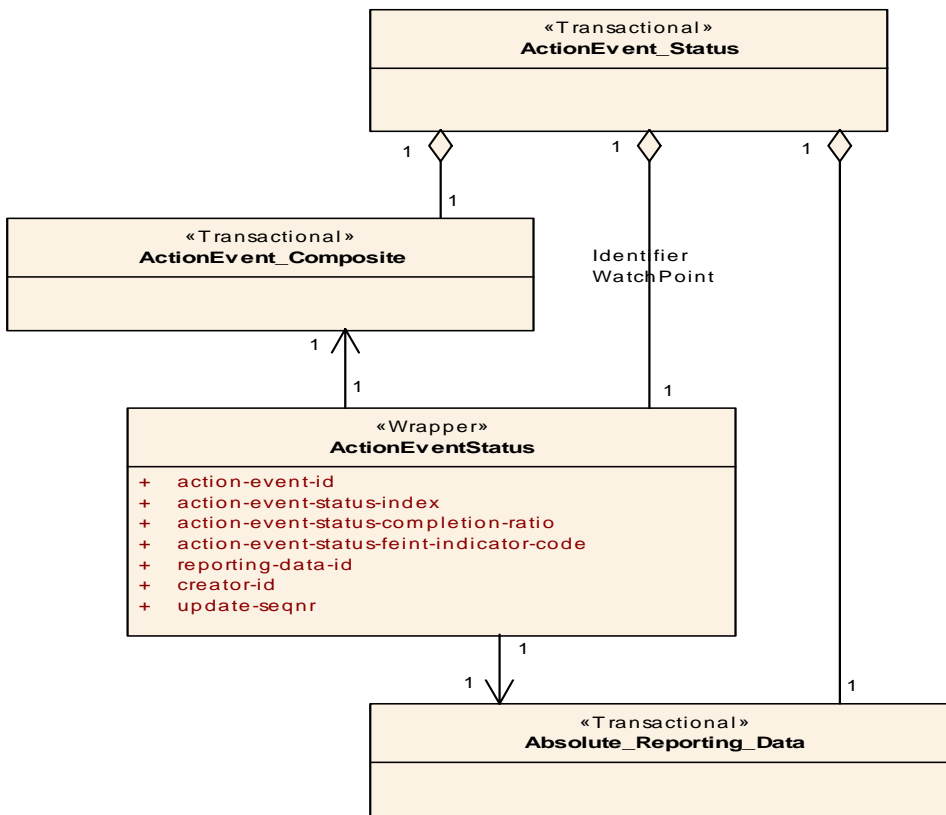 «Transactional»
ActionEvent_Status
1
1
1
1
«Transactional»
ActionEvent_Composite
Identifier
WatchPoint
1
1
1
«Wrapper»
ActionEventStatus
+ action-event-id
+ action-event-status-index
+ action-event-status-completion-ratio
+ action-event-status-feint-indicator-code
+ reporting-data-id
+ creator-id
+ update-seqnr
1
1
1
«Transactional»
Absolute_Reporting_Data